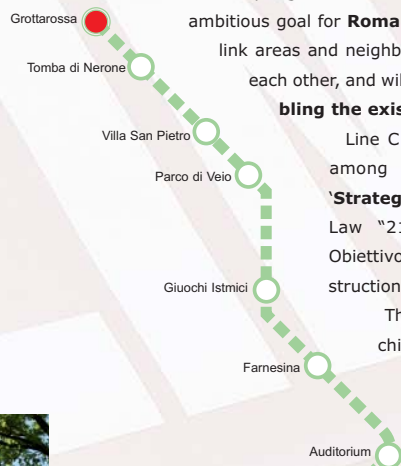 Grottarossa
Tomba di Nerone
Villa San Pietro
Parco di Veio
Giuochi Istmici
Farnesina
Auditorium
ambitious goal for Roma
link areas and neighb
each other, and wil
bling the exis
Line C
among
'Strateg
Law "21
Obiettivo
struction
Th
chi